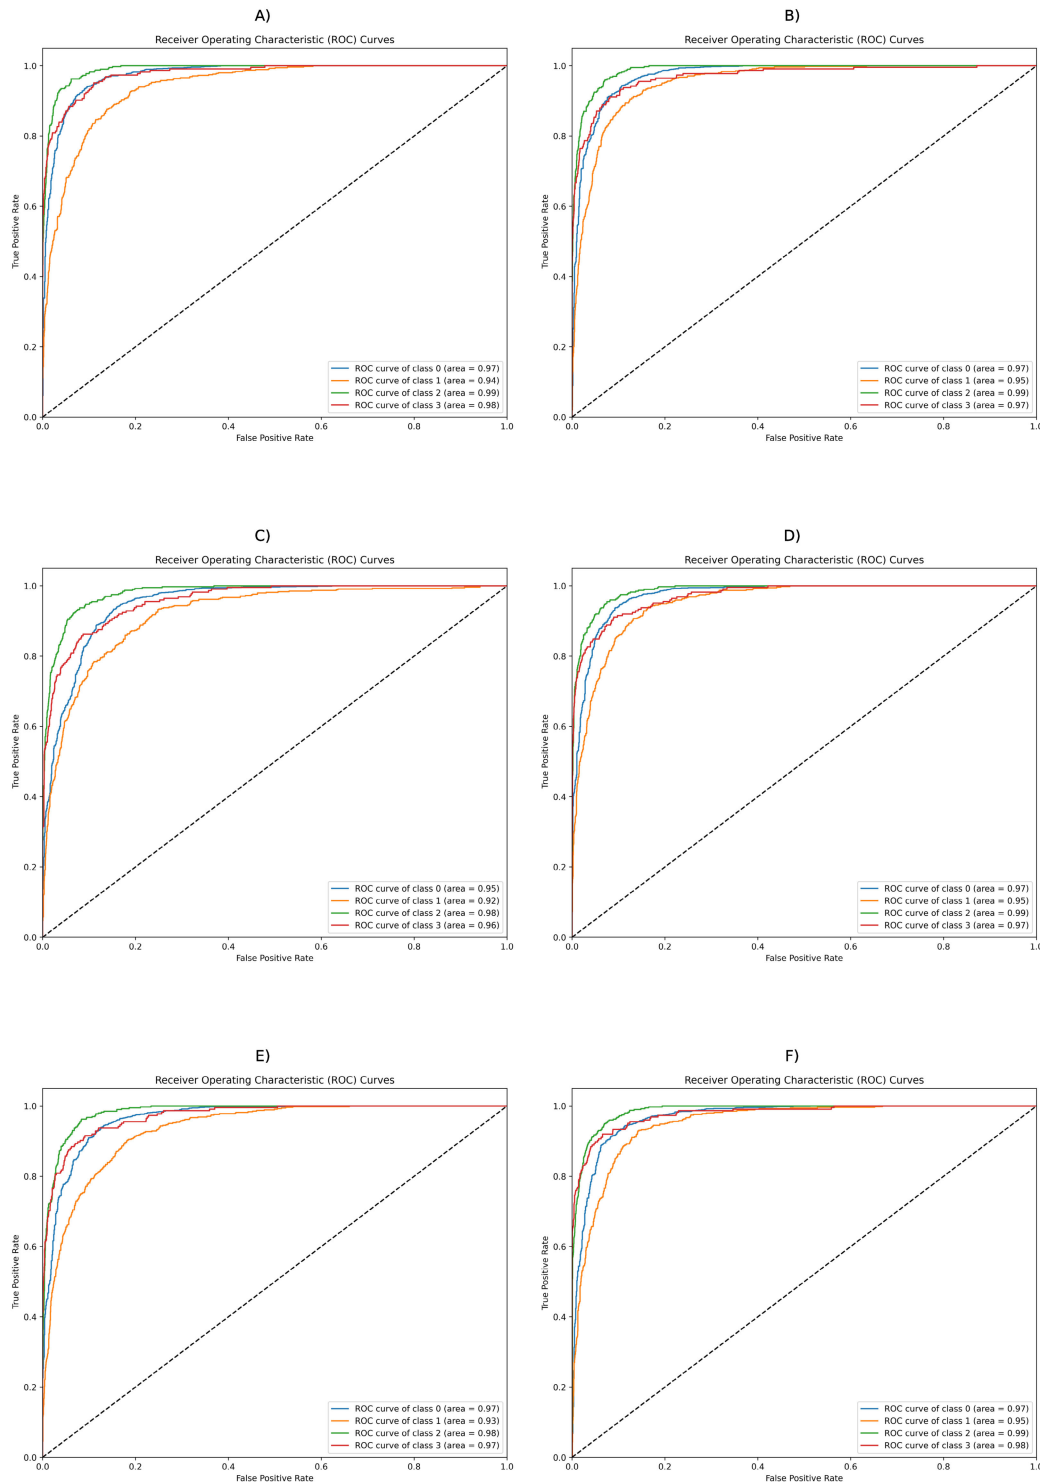 A)
Receiver Operating Characteristic (ROC) Curves
True Positive Rate
1.0
0.8
0.6
0.4
0.2
0.0
0.0 0.2 0.4 0.6 0.8 1.0
False Positive Rate
ROC curve of class 0 (area = 0.97)
ROC curve of class 1 (area = 0.94)
ROC curve of class 2 (area = 0.99)
ROC curve of class 3 (area = 0.98)
B)
Receiver Operating Characteristic (ROC) Curves
True Positive Rate
1.0
0.8
0.6
0.4
0.2
0.0
0.0 0.2 0.4 0.6 0.8 1.0
False Positive Rate
ROC curve of class 0 (area = 0.97)
ROC curve of class 1 (area = 0.95)
ROC curve of class 2 (area = 0.99)
ROC curve of class 3 (area = 0.97)
C)
Receiver Operating Characteristic (ROC) Curves
True Positive Rate
1.0
0.8
0.6
0.4
0.2
0.0
0.0 0.2 0.4 0.6 0.8 1.0
False Positive Rate
ROC curve of class 0 (area = 0.95)
ROC curve of class 1 (area = 0.92)
ROC curve of class 2 (area = 0.98)
ROC curve of class 3 (area = 0.96)
D)
Receiver Operating Characteristic (ROC) Curves
True Positive Rate
1.0
0.8
0.6
0.4
0.2
0.0
0.0 0.2 0.4 0.6 0.8 1.0
False Positive Rate
ROC curve of class 0 (area = 0.97)
ROC curve of class 1 (area = 0.95)
ROC curve of class 2 (area = 0.99)
ROC curve of class 3 (area = 0.97)
E)
Receiver Operating Characteristic (ROC) Curves
True Positive Rate
1.0
0.8
0.6
0.4
0.2
0.0
0.0 0.2 0.4 0.6 0.8 1.0
False Positive Rate
ROC curve of class 0 (area = 0.97)
ROC curve of class 1 (area = 0.93)
ROC curve of class 2 (area = 0.98)
ROC curve of class 3 (area = 0.97)
F)
Receiver Operating Characteristic (ROC) Curves
True Positive Rate
1.0
0.8
0.6
0.4
0.2
0.0
0.0 0.2 0.4 0.6 0.8 1.0
False Positive Rate
ROC curve of class 0 (area = 0.97)
ROC curve of class 1 (area = 0.95)
ROC curve of class 2 (area = 0.99)
ROC curve of class 3 (area = 0.98)